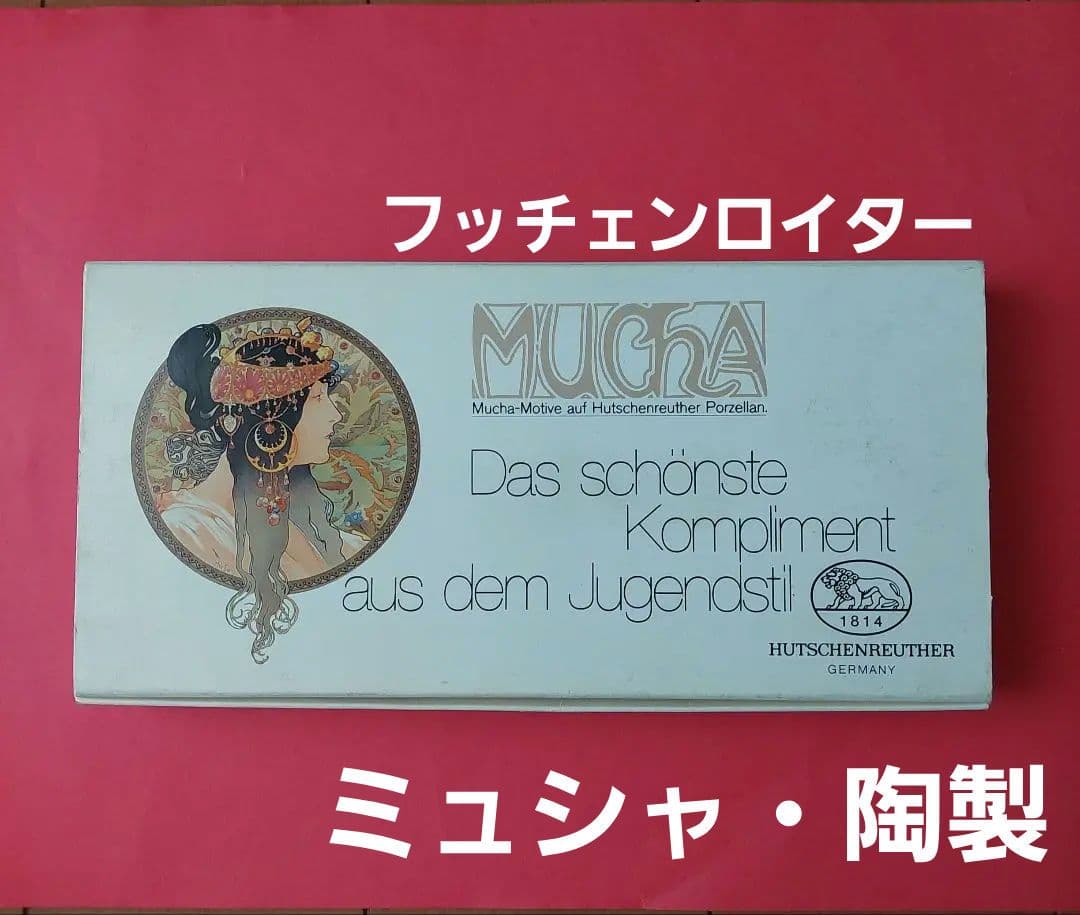 フッチェンロイター
MUChA
Mucha-Motive auf Hutschenreuther Porzellan.
Das schönste
Kompliment
aus dem Jugendstil
1814
HUTSCHENREUTHER
GERMANY
ミュシャ・陶製